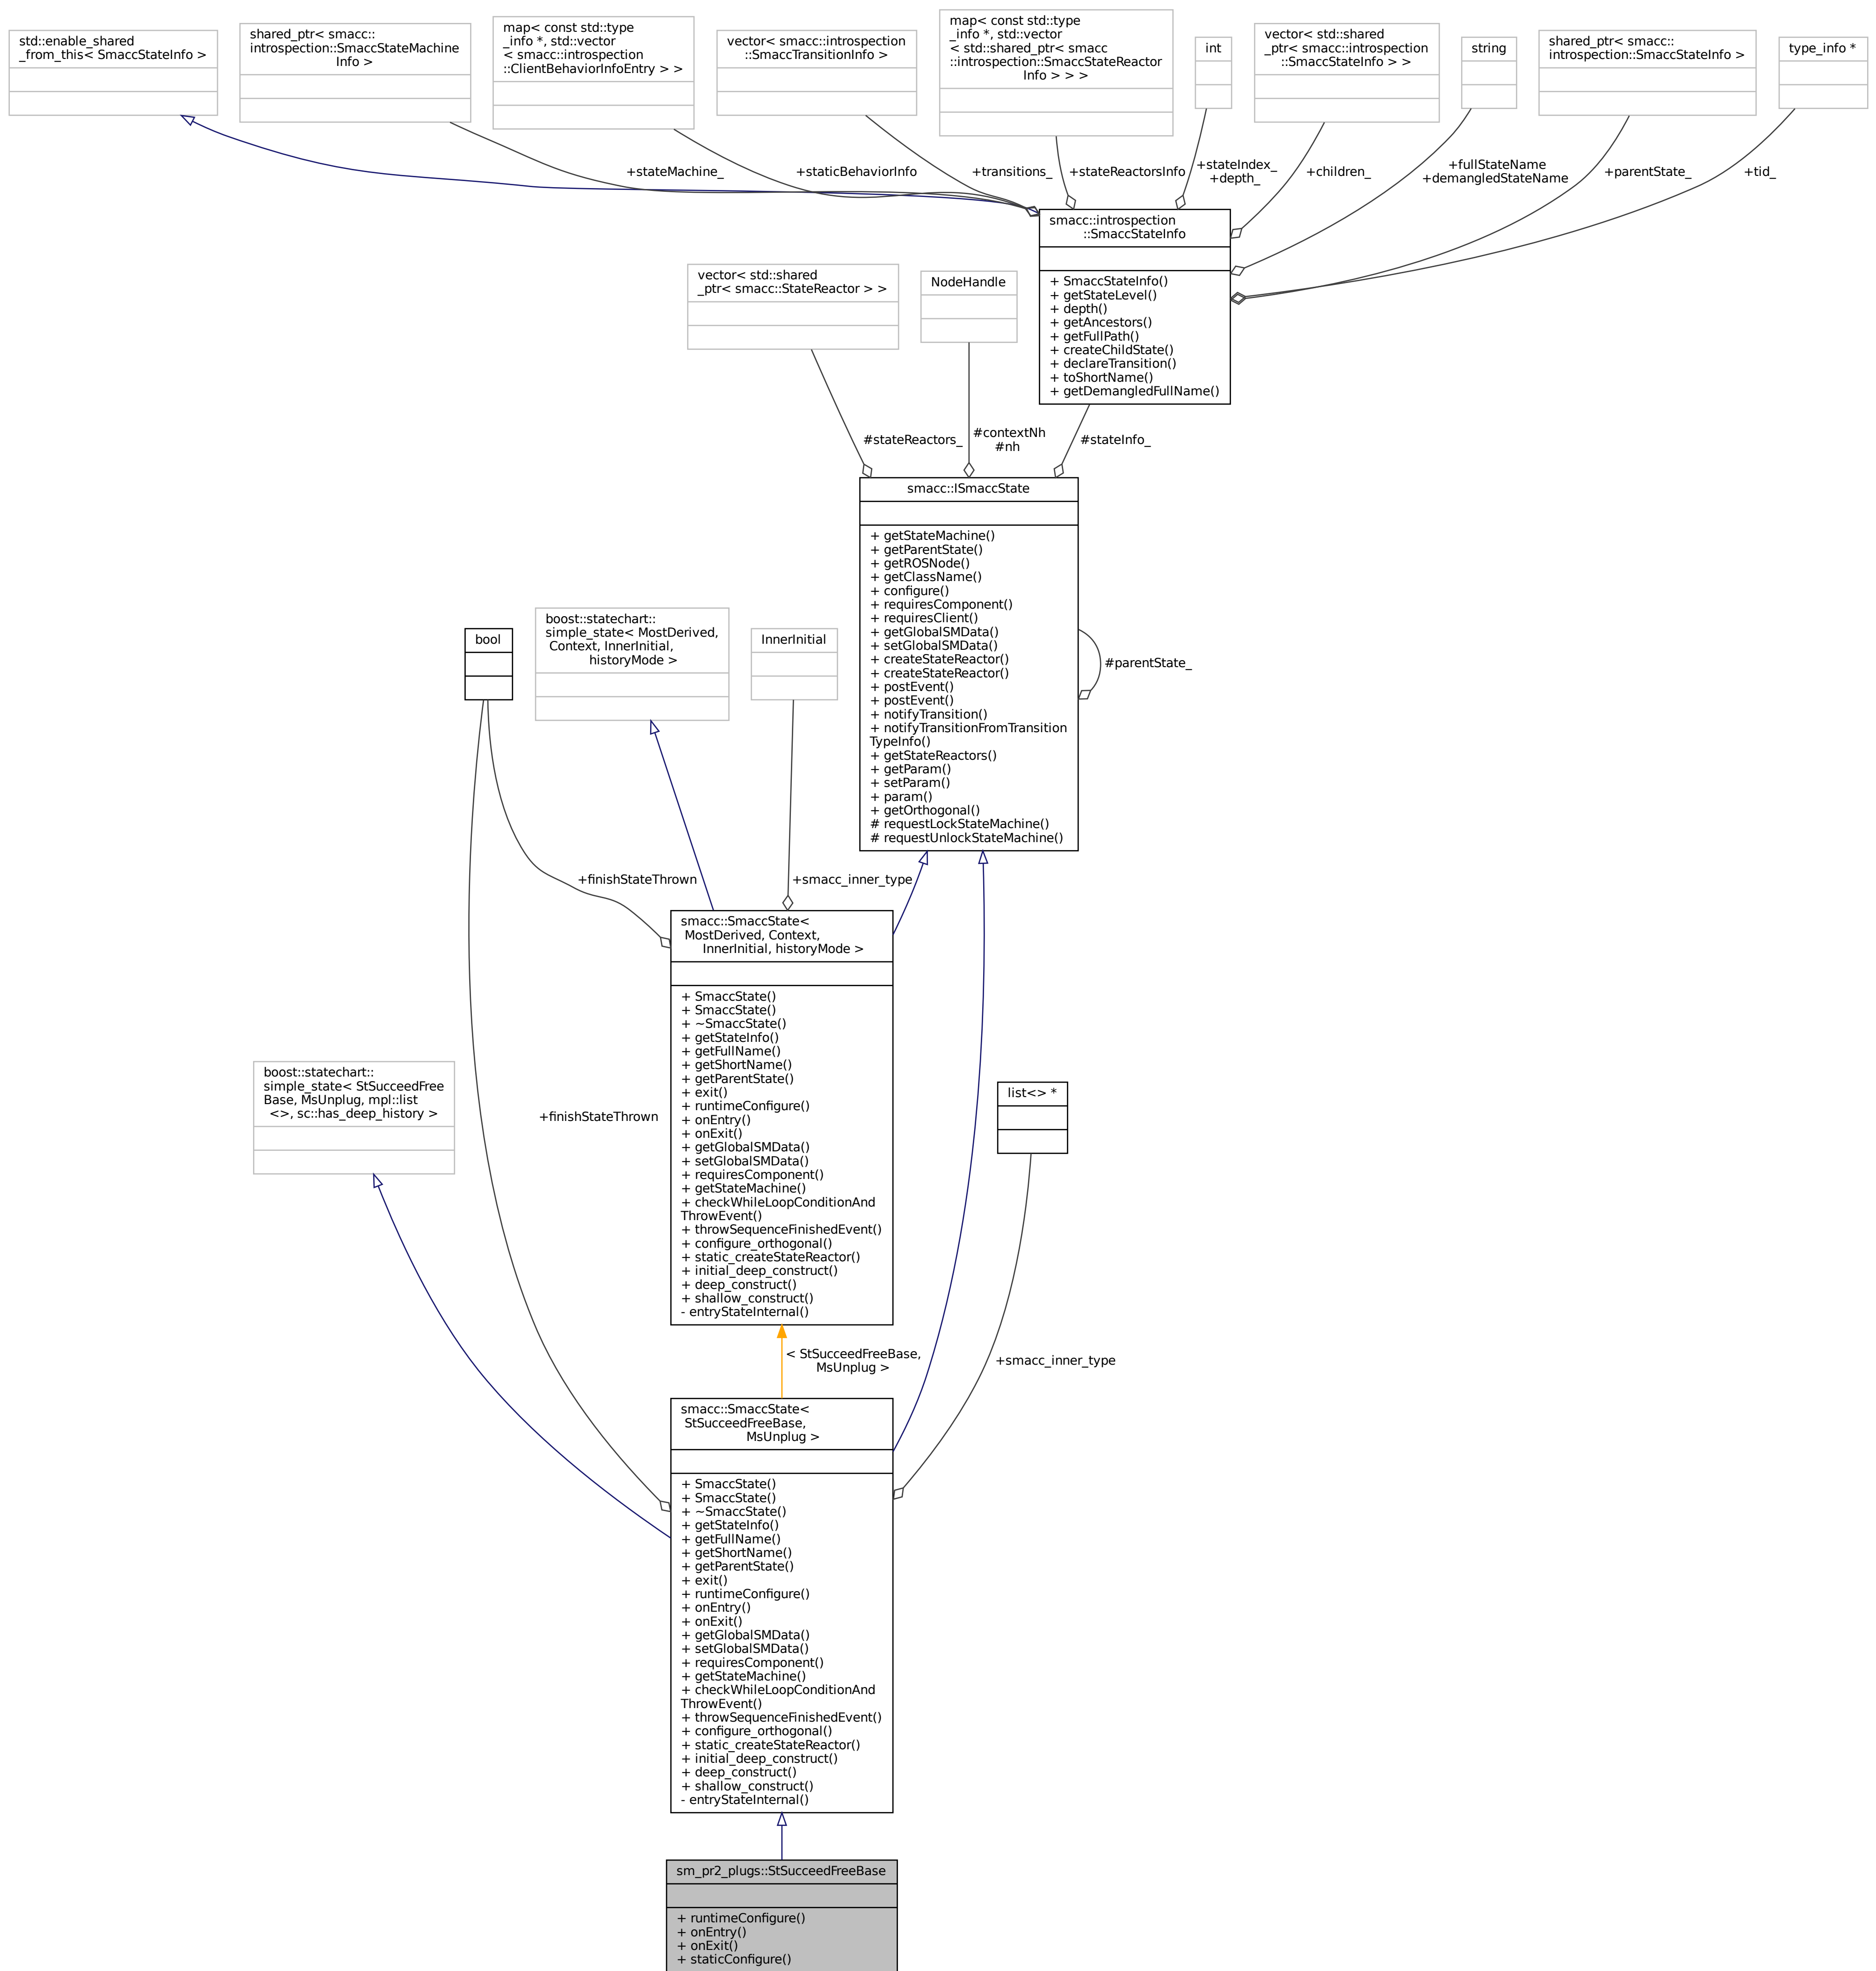 std::enable_shared
_from_this< SmaccStateInfo >
shared_ptr< smacc::
introspection::SmaccStateMachine
Info >
map< const std::type
_info *, std::vector
< smacc::introspection
::ClientBehaviorInfoEntry > >
vector< smacc::introspection
::SmaccTransitionInfo >
map< const std::type
_info *, std::vector
< std::shared_ptr< smacc
::introspection::SmaccStateReactor
Info > > >
int
vector< std::shared
_ptr< smacc::introspection
::SmaccStateInfo > >
string
shared_ptr< smacc::
introspection::SmaccStateInfo >
type_info *
+stateMachine_
+staticBehaviorInfo
+transitions_
+stateReactorsInfo
+stateIndex_
+depth_
+children_
+fullStateName
+demangledStateName
+parentState_
+tid_
smacc::introspection
::SmaccStateInfo
+ SmaccStateInfo()
+ getStateLevel()
+ depth()
+ getAncestors()
+ getFullPath()
+ createChildState()
+ declareTransition()
+ toShortName()
+ getDemangledFullName()
vector< std::shared
_ptr< smacc::StateReactor > >
NodeHandle
#stateReactors_
#contextNh
#nh
#stateInfo_
smacc::ISmaccState
+ getStateMachine()
+ getParentState()
+ getROSNode()
+ getClassName()
+ configure()
+ requiresComponent()
+ requiresClient()
+ getGlobalSMData()
+ setGlobalSMData()
+ createStateReactor()
+ createStateReactor()
+ postEvent()
+ postEvent()
+ notifyTransition()
+ notifyTransitionFromTransition
TypeInfo()
+ getStateReactors()
+ getParam()
+ setParam()
+ param()
+ getOrthogonal()
# requestLockStateMachine()
# requestUnlockStateMachine()
#parentState_
bool
boost::statechart::
simple_state< MostDerived,
Context, InnerInitial,
historyMode >
InnerInitial
+finishStateThrown
+smacc_inner_type
smacc::SmaccState<
MostDerived, Context,
InnerInitial, historyMode >
+ SmaccState()
+ SmaccState()
+ ~SmaccState()
+ getStateInfo()
+ getFullName()
+ getShortName()
+ getParentState()
+ exit()
+ runtimeConfigure()
+ onEntry()
+ onExit()
+ getGlobalSMData()
+ setGlobalSMData()
+ requiresComponent()
+ getStateMachine()
+ checkWhileLoopConditionAnd
ThrowEvent()
+ throwSequenceFinishedEvent()
+ configure_orthogonal()
+ static_createStateReactor()
+ initial_deep_construct()
+ deep_construct()
+ shallow_construct()
- entryStateInternal()
boost::statechart::
simple_state< StSucceedFree
Base, MsUnplug, mpl::list
<>, sc::has_deep_history >
+finishStateThrown
list<> *
< StSucceedFreeBase,
MsUnplug >
+smacc_inner_type
smacc::SmaccState<
StSucceedFreeBase,
MsUnplug >
+ SmaccState()
+ SmaccState()
+ ~SmaccState()
+ getStateInfo()
+ getFullName()
+ getShortName()
+ getParentState()
+ exit()
+ runtimeConfigure()
+ onEntry()
+ onExit()
+ getGlobalSMData()
+ setGlobalSMData()
+ requiresComponent()
+ getStateMachine()
+ checkWhileLoopConditionAnd
ThrowEvent()
+ throwSequenceFinishedEvent()
+ configure_orthogonal()
+ static_createStateReactor()
+ initial_deep_construct()
+ deep_construct()
+ shallow_construct()
- entryStateInternal()
sm_pr2_plugs::StSucceedFreeBase
+ runtimeConfigure()
+ onEntry()
+ onExit()
+ staticConfigure()